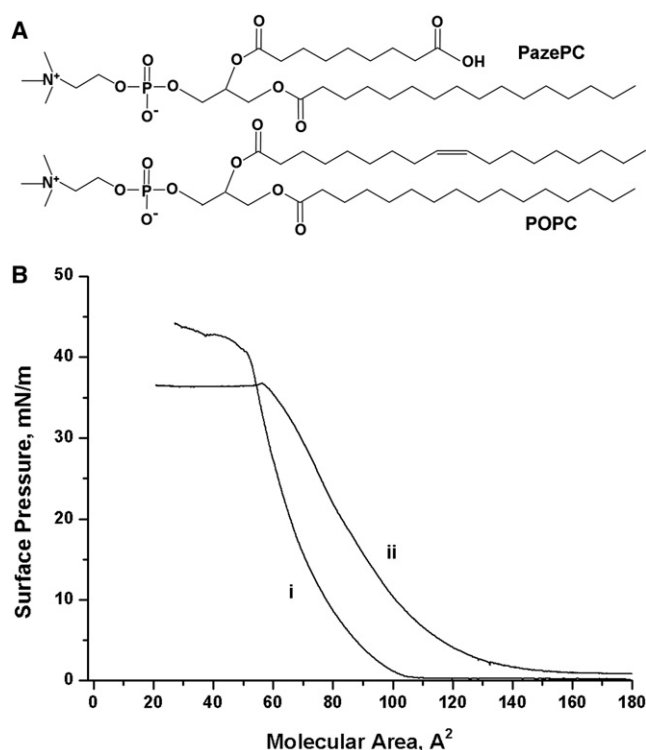 A
O
O
OH
PazePC
N+
O
P
O
O-
O
O
O
O
O
N+
O
P
O
O-
O
O
O
O
POPC
B
50
40
30
20
10
0
Surface Pressure, mN/m
i
ii
0
20
40
60
80
100
120
140
160
180
Molecular Area, A²